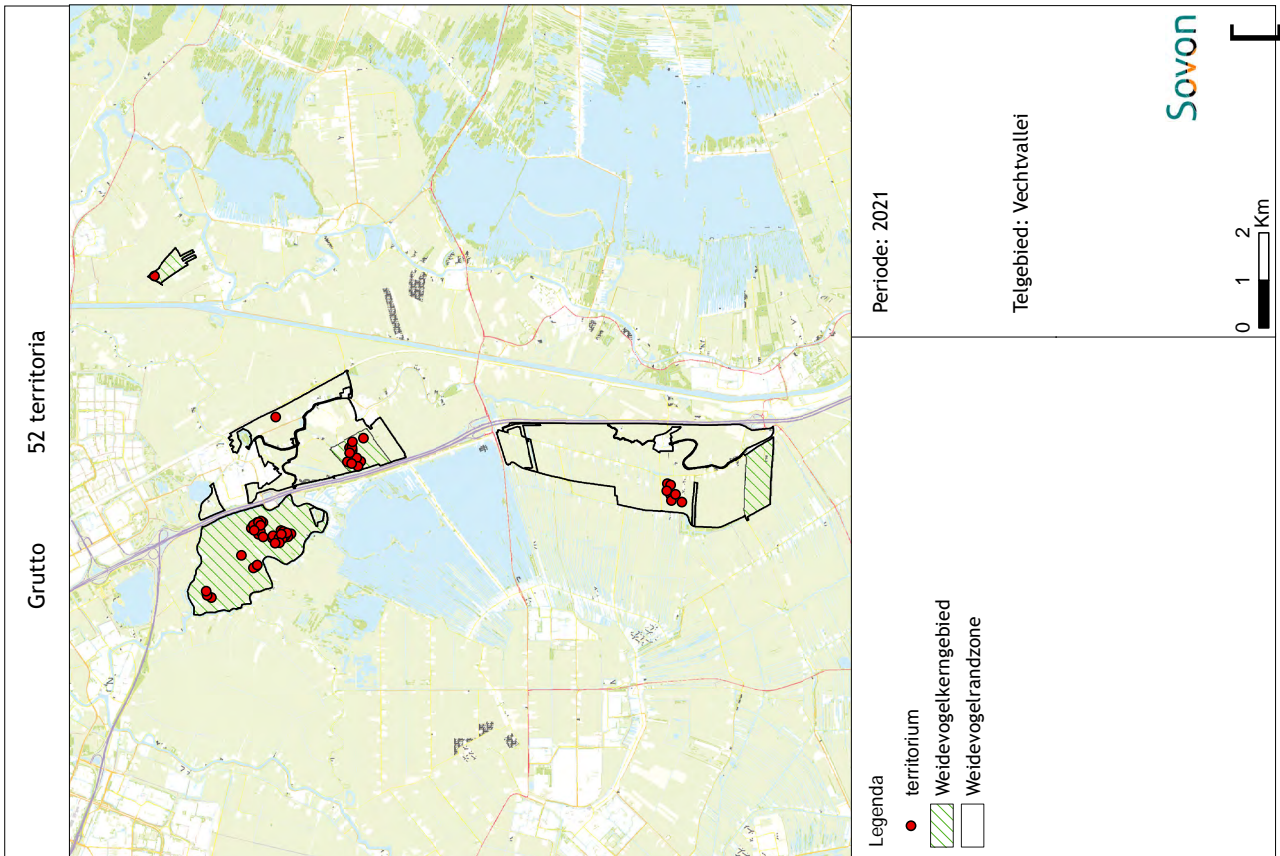 Grutto 52 territoria
Legenda
territorium
Weidevogelkerngebied
Weidevogelrandzone
Periode: 2021
Telgebied: Vechtvallei
0 1 2
Km
Sovon